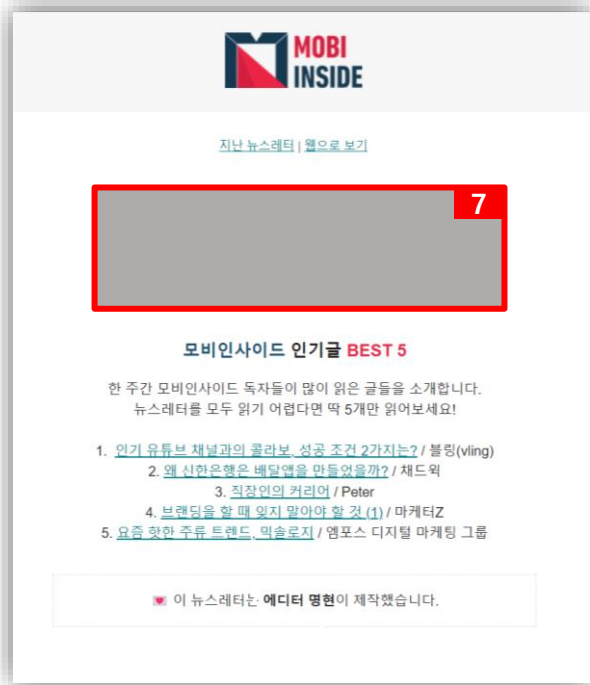 MOBI
INSIDE
지난 뉴스레터 | 웹으로 보기
7
모비인사이드 인기글 BEST 5
한 주간 모비인사이드 독자들이 많이 읽은 글들을 소개합니다.
뉴스레터를 모두 읽기 어렵다면 딱 5개만 읽어보세요!
1. 인기 유튜브 채널과의 콜라보, 성공 조건 2가지는? / 블링(vling)
2. 왜 신한은행은 배달앱을 만들었을까? / 채드윅
3. 직장인의 커리어 / Peter
4. 브랜딩을 할 때 잊지 말아야 할 것 (1) / 마케터Z
5. 요즘 핫한 주류 트렌드, 믹솔로지 / 엠포스 디지털 마케팅 그룹
이 뉴스레터는 에디터 명현이 제작했습니다.